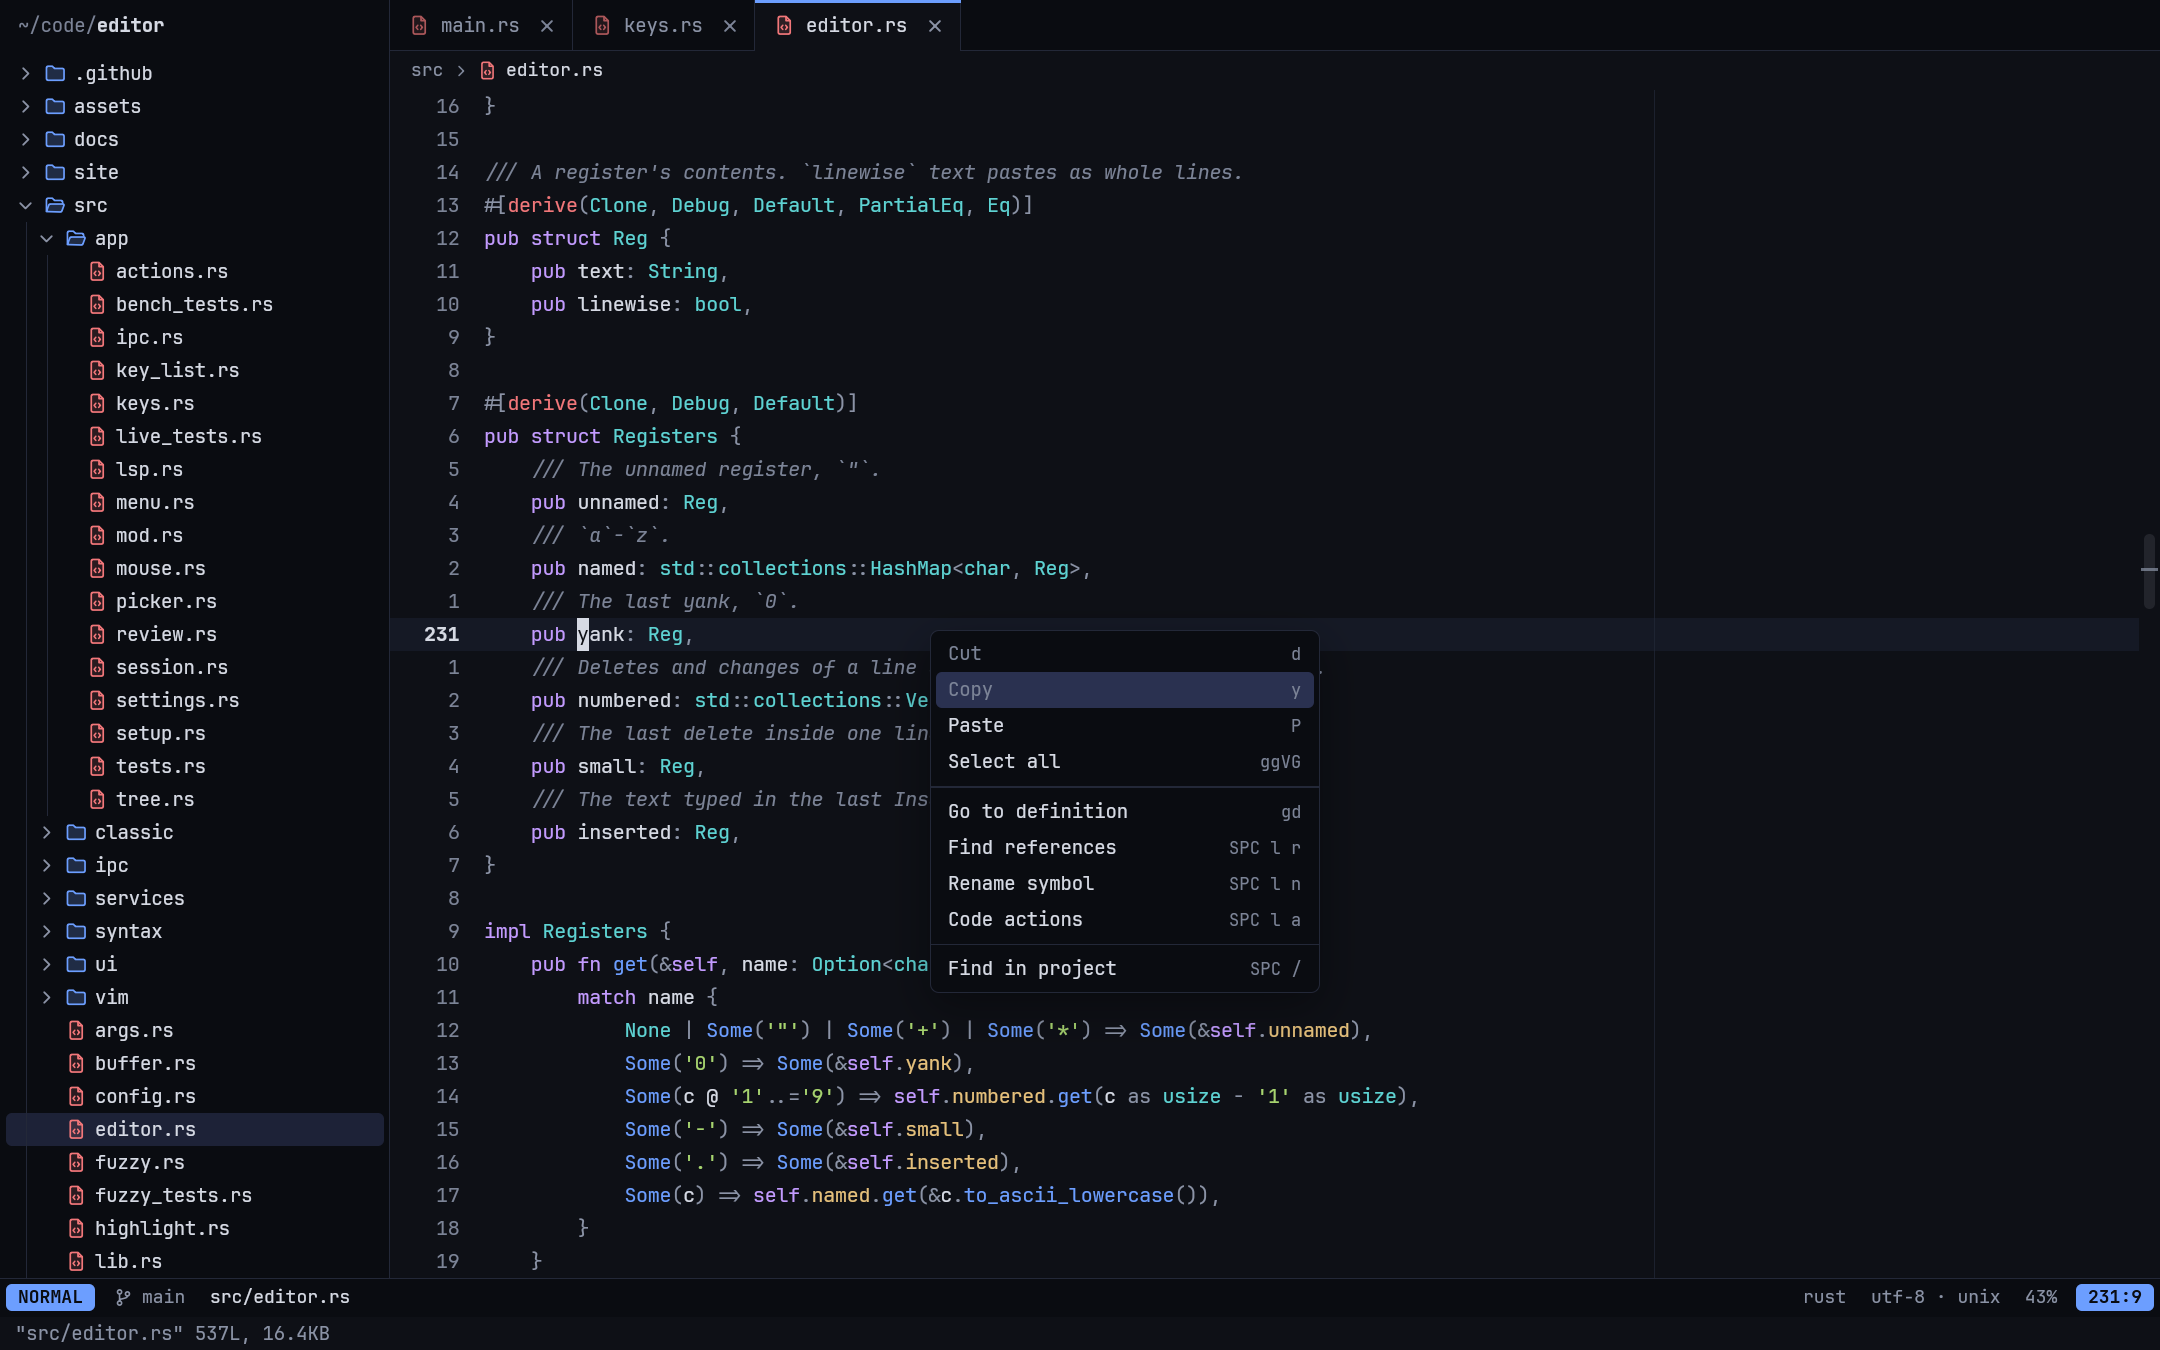 ~/code/editor
.github
assets
docs
site
src
app
actions.rs
bench_tests.rs
ipc.rs
key_list.rs
keys.rs
live_tests.rs
lsp.rs
menu.rs
mod.rs
mouse.rs
picker.rs
review.rs
session.rs
settings.rs
setup.rs
tests.rs
tree.rs
classic
ipc
services
syntax
ui
vim
args.rs
buffer.rs
config.rs
editor.rs
fuzzy.rs
fuzzy_tests.rs
highlight.rs
lib.rs
main.rs × keys.rs × editor.rs ×
src > editor.rs
16 }
15
14 /// A register's contents. `linewise` text pastes as whole lines.
13 #[derive(Clone, Debug, Default, PartialEq, Eq)]
12 pub struct Reg {
11     pub text: String,
10     pub linewise: bool,
9 }
8
7 #[derive(Clone, Debug, Default)]
6 pub struct Registers {
5     /// The unnamed register, `"`.
4     pub unnamed: Reg,
3     /// `a`-`z`.
2     pub named: std::collections::HashMap<char, Reg>,
1     /// The last yank, `0`.
231     pub yank: Reg,
1     /// Deletes and changes of a line
2     pub numbered: std::collections::Ve
3     /// The last delete inside one lin
4     pub small: Reg,
5     /// The text typed in the last Ins
6     pub inserted: Reg,
7 }
8
9 impl Registers {
10     pub fn get(&self, name: Option<cha
11         match name {
12             None | Some('"') | Some('+') | Some('*') => Some(&self.unnamed),
13             Some('0') => Some(&self.yank),
14             Some(c @ '1'..='9') => self.numbered.get(c as usize - '1' as usize),
15             Some('-') => Some(&self.small),
16             Some('.') => Some(&self.inserted),
17             Some(c) => self.named.get(&c.to_ascii_lowercase()),
18         }
19     }
Cut d
Copy y
Paste P
Select all ggVG
Go to definition gd
Find references SPC l r
Rename symbol SPC l n
Code actions SPC l a
Find in project SPC /
NORMAL main src/editor.rs rust utf-8 · unix 43% 231:9
"src/editor.rs" 537L, 16.4KB